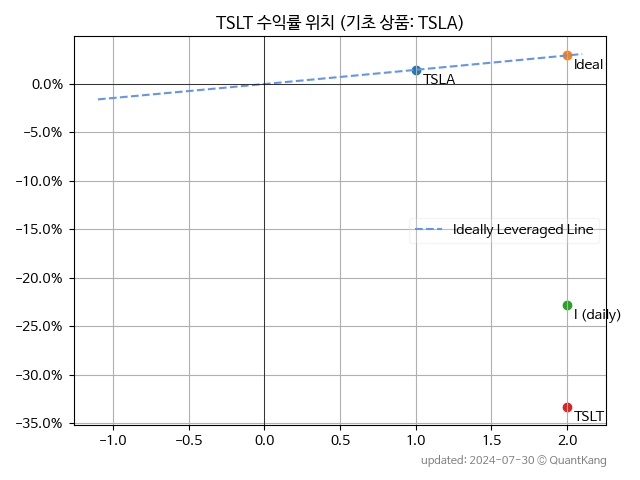 TSLT 수익률 위치 (기초 상품: TSLA)
Ideal
TSLA
0.0%
−5.0%
−10.0%
−15.0%
−20.0%
−25.0%
−30.0%
−35.0%
Ideally Leveraged Line
I (daily)
TSLT
−1.0 −0.5 0.0 0.5 1.0 1.5 2.0
updated: 2024-07-30 © QuantKang